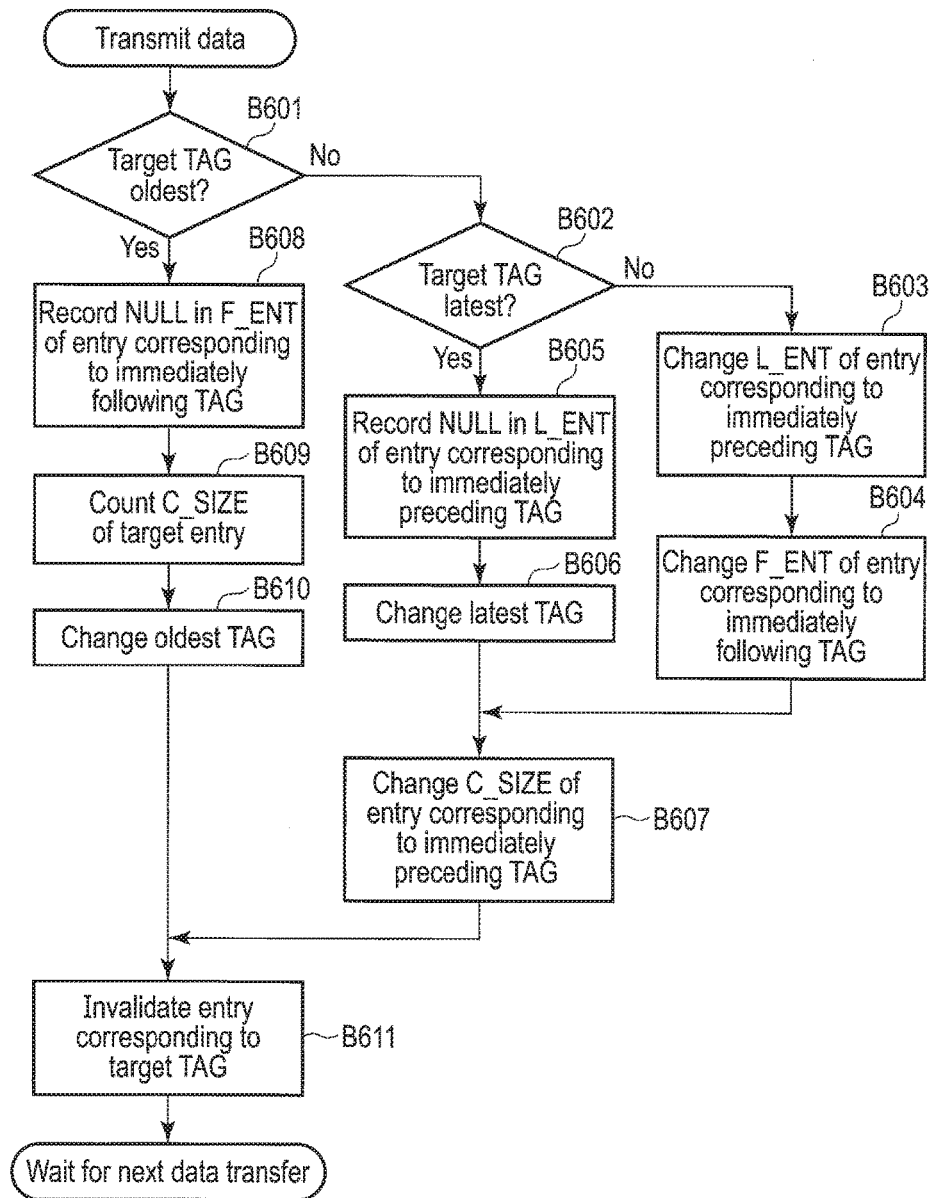 Transmit data
B601
Target TAG
oldest?
No
Yes
B602
Target TAG
latest?
No
Yes
B608
Record NULL in F_ENT
of entry corresponding
to immediately
following TAG
B609
Count C_SIZE
of target entry
B610
Change oldest TAG
B605
Record NULL in L_ENT
of entry corresponding
to immediately
preceding TAG
B606
Change latest TAG
B603
Change L_ENT of entry
corresponding to
immediately
preceding TAG
B604
Change F_ENT of entry
corresponding to
immediately
following TAG
Change C_SIZE of
entry corresponding
to immediately
preceding TAG
B607
Invalidate entry
corresponding to
target TAG
B611
Wait for next data transfer